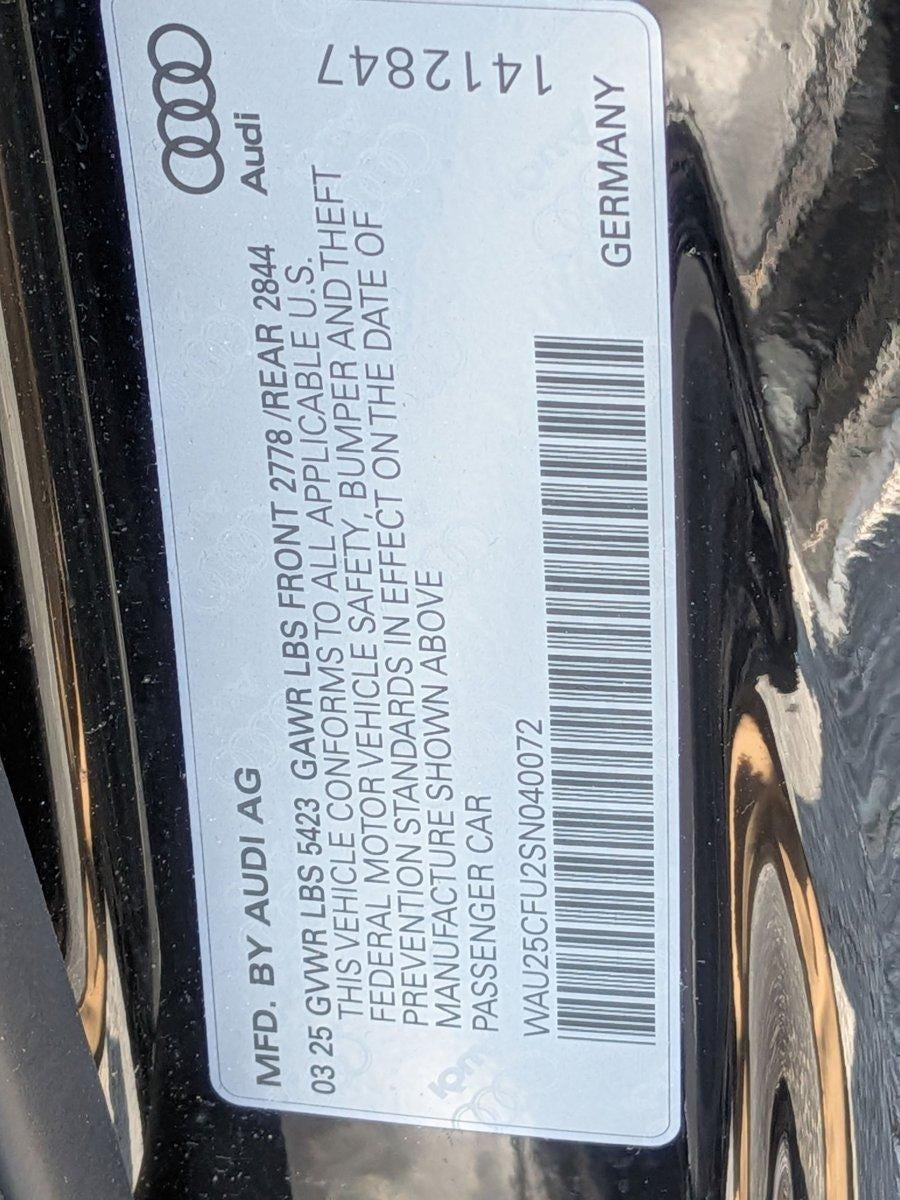 Audi
1412847
MFD. BY AUDI AG
03 25 GVWR LBS 5423 GAWR LBS FRONT 2778 /REAR 2844
THIS VEHICLE CONFORMS TO ALL APPLICABLE U.S.
FEDERAL MOTOR VEHICLE SAFETY, BUMPER AND THEFT
PREVENTION STANDARDS IN EFFECT ON THE DATE OF
MANUFACTURE SHOWN ABOVE
PASSENGER CAR
WAU25CFU2SN040072
GERMANY